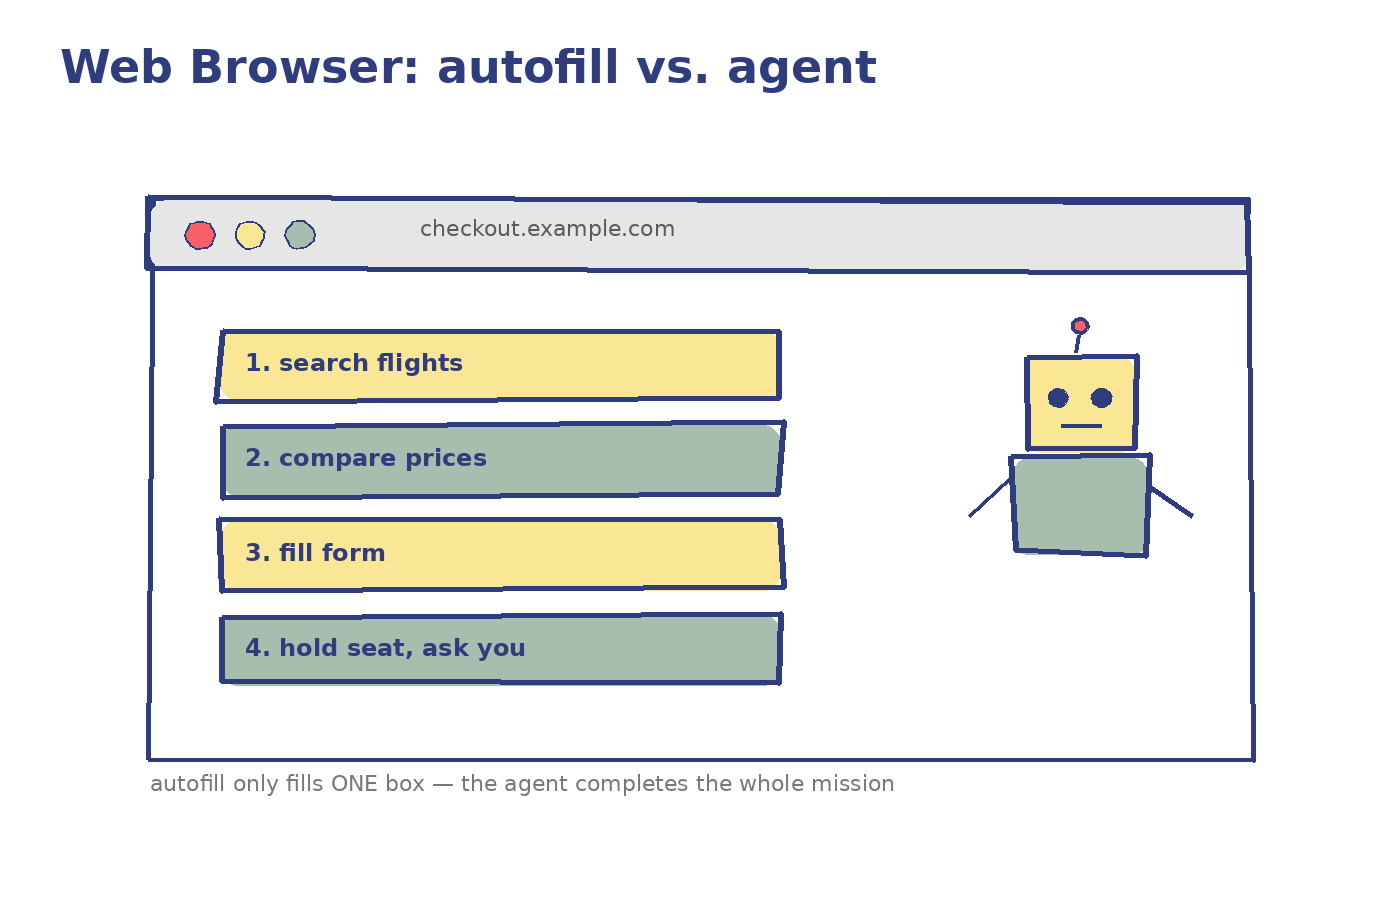 Web Browser: autofill vs. agent
checkout.example.com
1. search flights
2. compare prices
3. fill form
4. hold seat, ask you
autofill only fills ONE box — the agent completes the whole mission